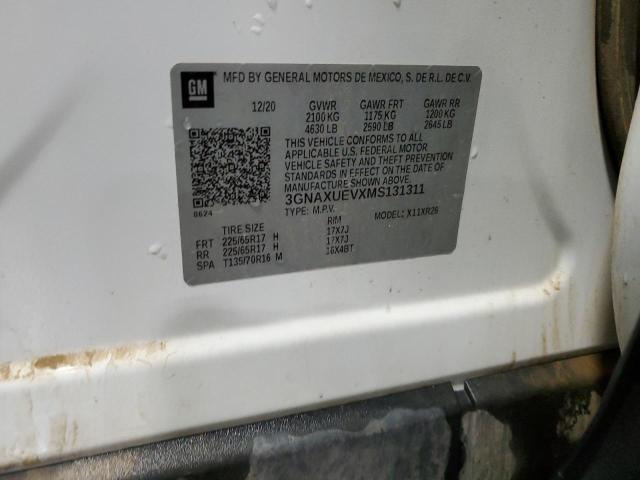 GM
MFD BY GENERAL MOTORS DE MEXICO, S. DE R.L. DE C.V.
12/20 GVWR GAWR FRT GAWR RR
2100 KG 1175 KG 1200 KG
4630 LB 2590 LB 2645 LB
THIS VEHICLE CONFORMS TO ALL
APPLICABLE U.S. FEDERAL MOTOR
VEHICLE SAFETY AND THEFT PREVENTION
STANDARDS IN EFFECT ON THE DATE OF
MANUFACTURE SHOWN ABOVE.
3GNAXUEVXMS131311
TYPE: M.P.V. MODEL: X11XR26
8624
TIRE SIZE RIM
FRT 225/65R17 H 17X7J
RR 225/65R17 H 17X7J
SPA T135/70R16 M 16X4BT